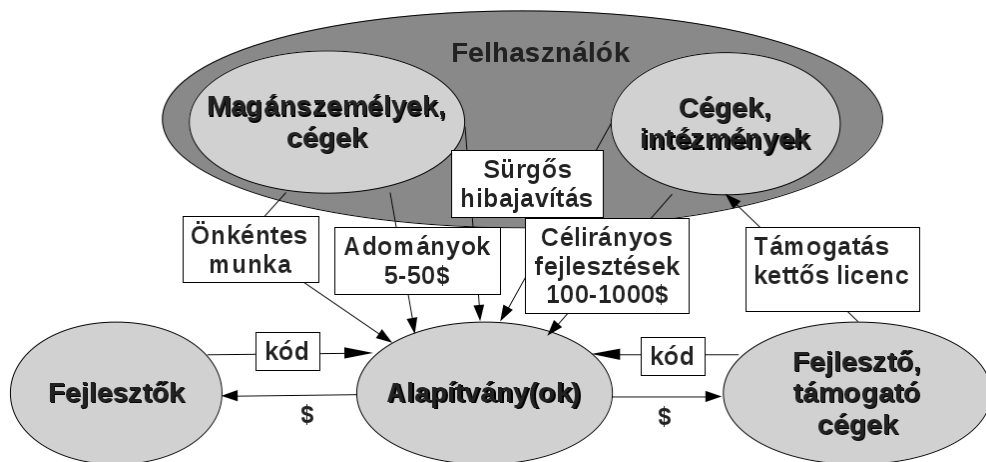 Felhasználók
Magánszemélyek,
cégek
Cégek,
intézmények
Sürgős
hibajavítás
Önkéntes
munka
Adományok
5-50$
Célirányos
fejlesztések
100-1000$
Támogatás
kettős licenc
kód
kód
Fejlesztők
Alapítvány(ok)
Fejlesztő,
támogató
cégek
$
$